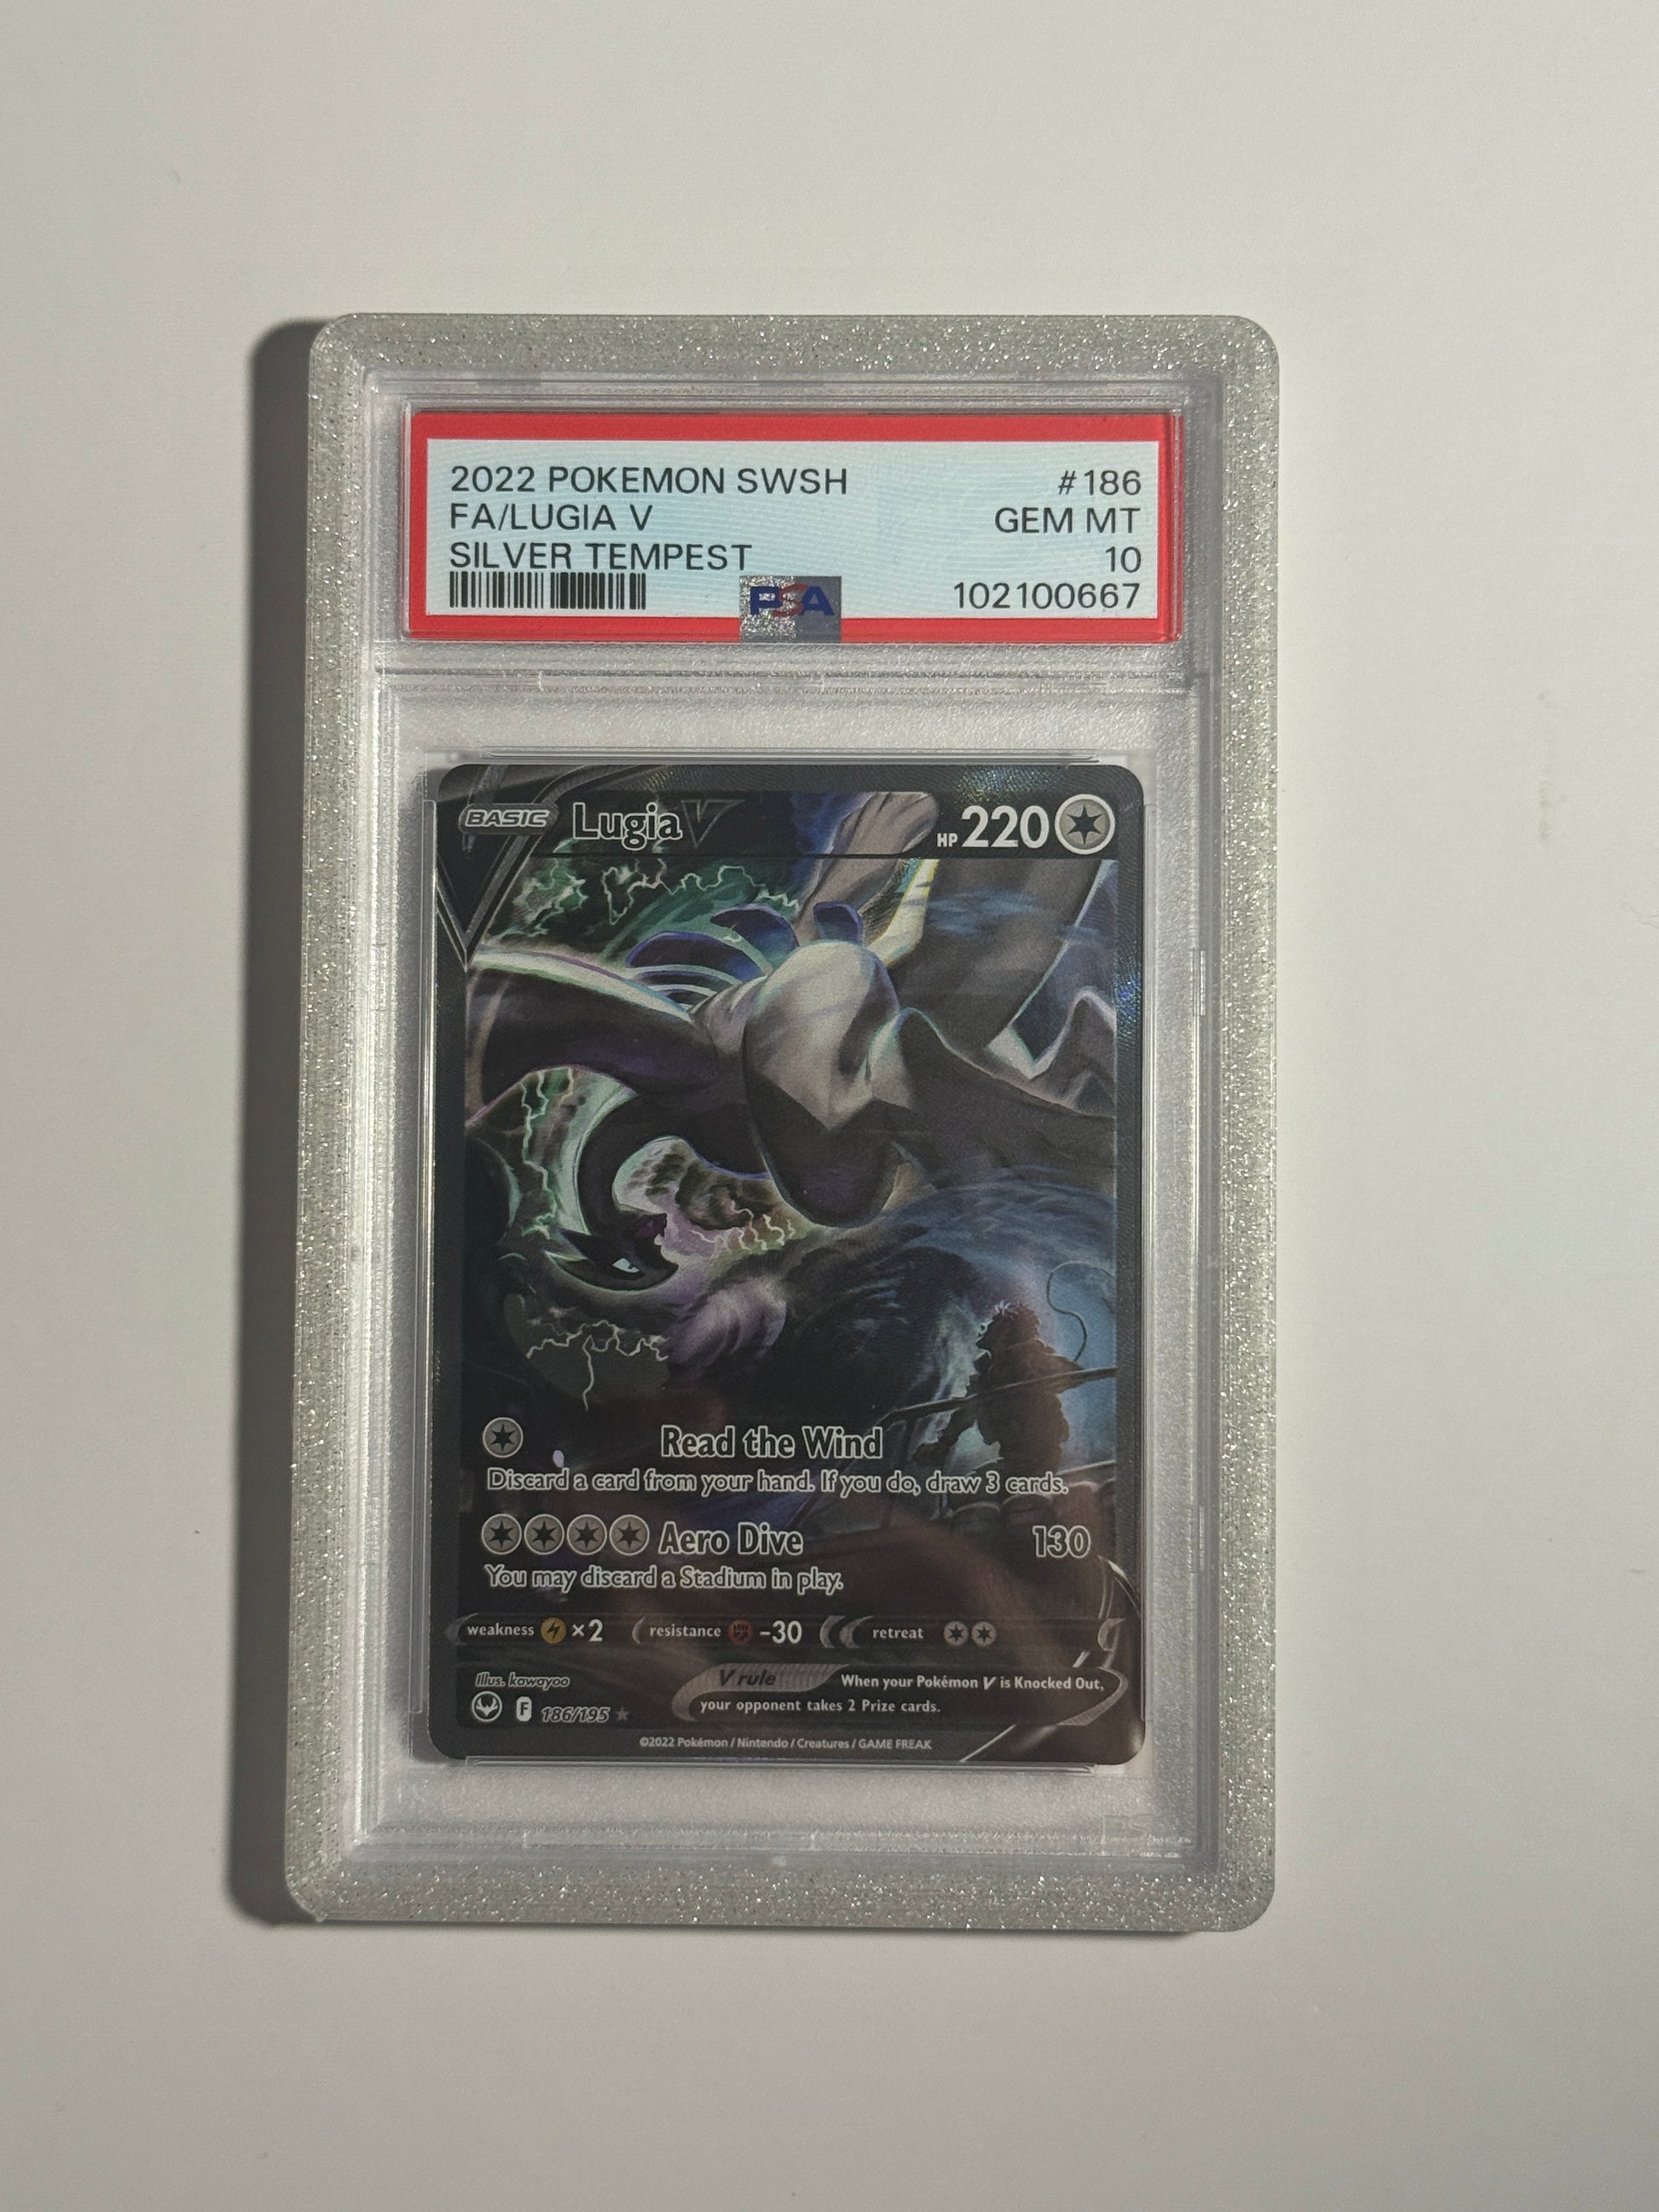 2022 POKEMON SWSH #186
FA/LUGIA V GEM MT
SILVER TEMPEST 10
PSA 102100667
BASIC Lugia V HP 220
Read the Wind
Discard a card from your hand. If you do, draw 3 cards.
Aero Dive 130
You may discard a Stadium in play.
weakness ×2 resistance -30 retreat
Illus. kawayoo
V rule When your Pokémon V is Knocked Out,
your opponent takes 2 Prize cards.
F 186/195
©2022 Pokémon / Nintendo / Creatures / GAME FREAK